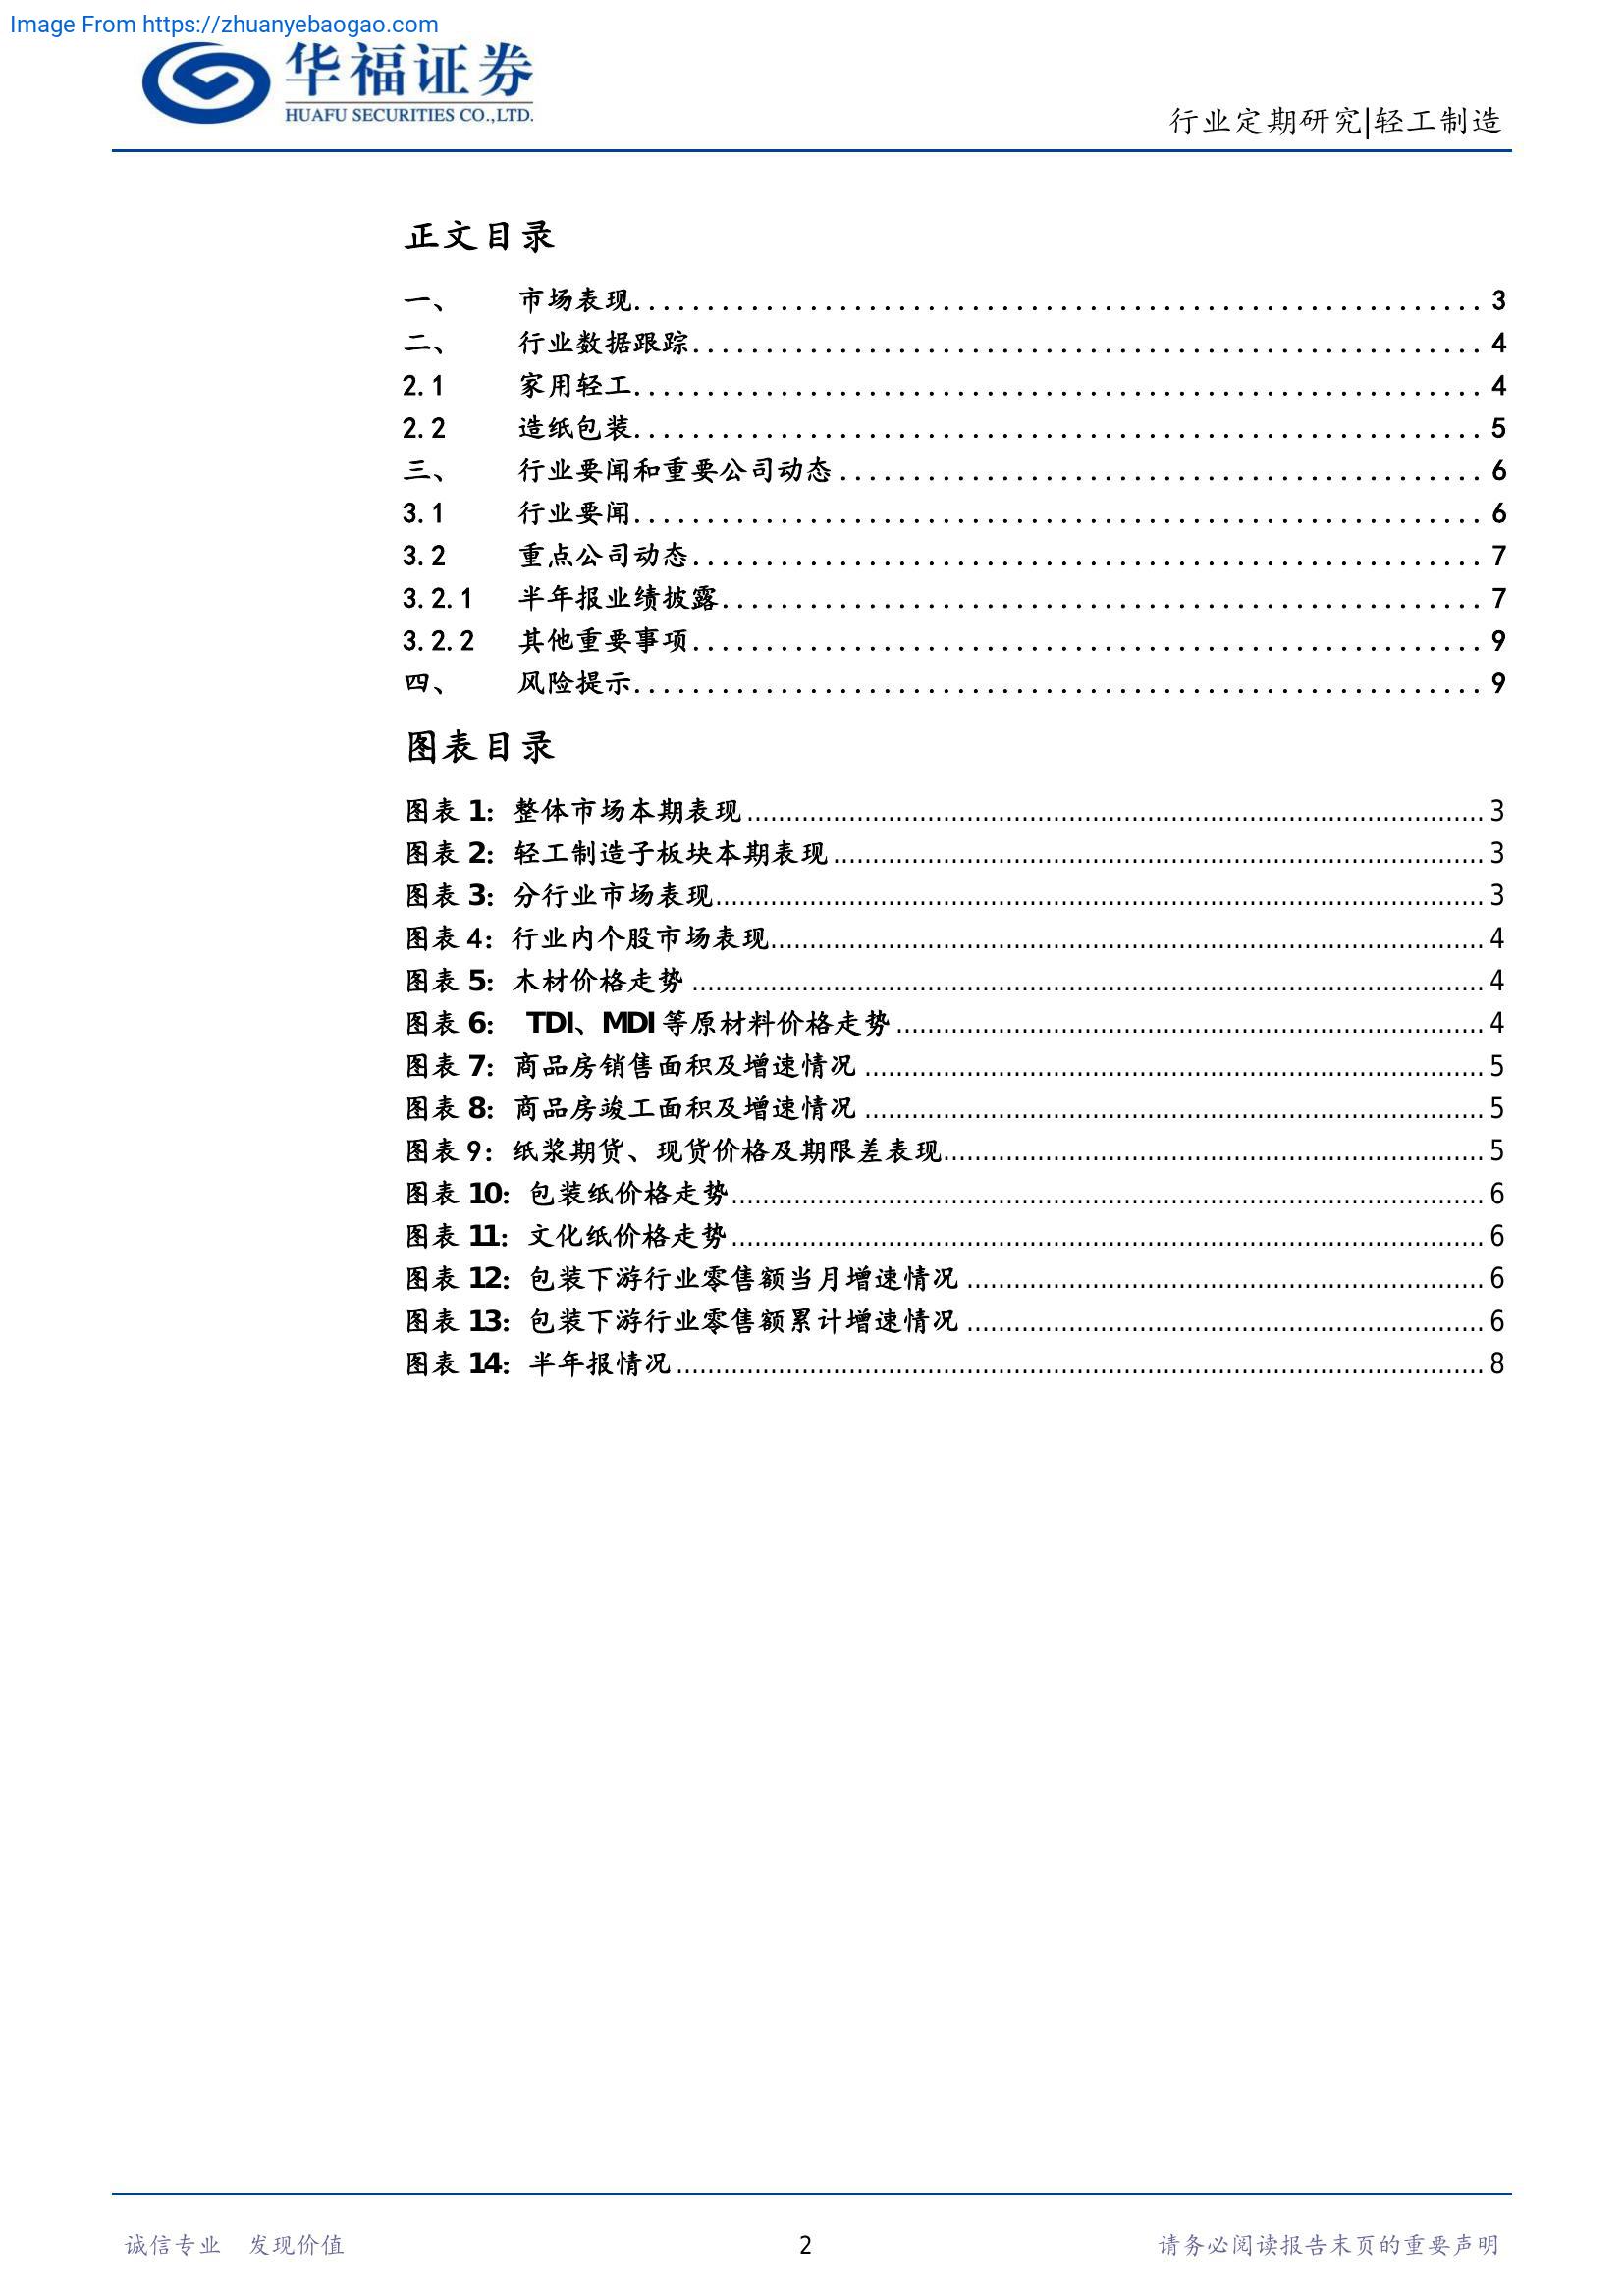 Image From https://zhuanyebaogao.com
华福证券
HUAFU SECURITIES CO.,LTD.
行业定期研究|轻工制造
正文目录
一、 市场表现 3
二、 行业数据跟踪 4
2.1 家用轻工 4
2.2 造纸包装 5
三、 行业要闻和重要公司动态 6
3.1 行业要闻 6
3.2 重点公司动态 7
3.2.1 半年报业绩披露 7
3.2.2 其他重要事项 9
四、 风险提示 9
图表目录
图表 1：整体市场本期表现 3
图表 2：轻工制造子板块本期表现 3
图表 3：分行业市场表现 3
图表 4：行业内个股市场表现 4
图表 5：木材价格走势 4
图表 6： TDI、MDI 等原材料价格走势 4
图表 7：商品房销售面积及增速情况 5
图表 8：商品房竣工面积及增速情况 5
图表 9：纸浆期货、现货价格及期限差表现 5
图表 10：包装纸价格走势 6
图表 11：文化纸价格走势 6
图表 12：包装下游行业零售额当月增速情况 6
图表 13：包装下游行业零售额累计增速情况 6
图表 14：半年报情况 8
诚信专业 发现价值 2 请务必阅读报告末页的重要声明